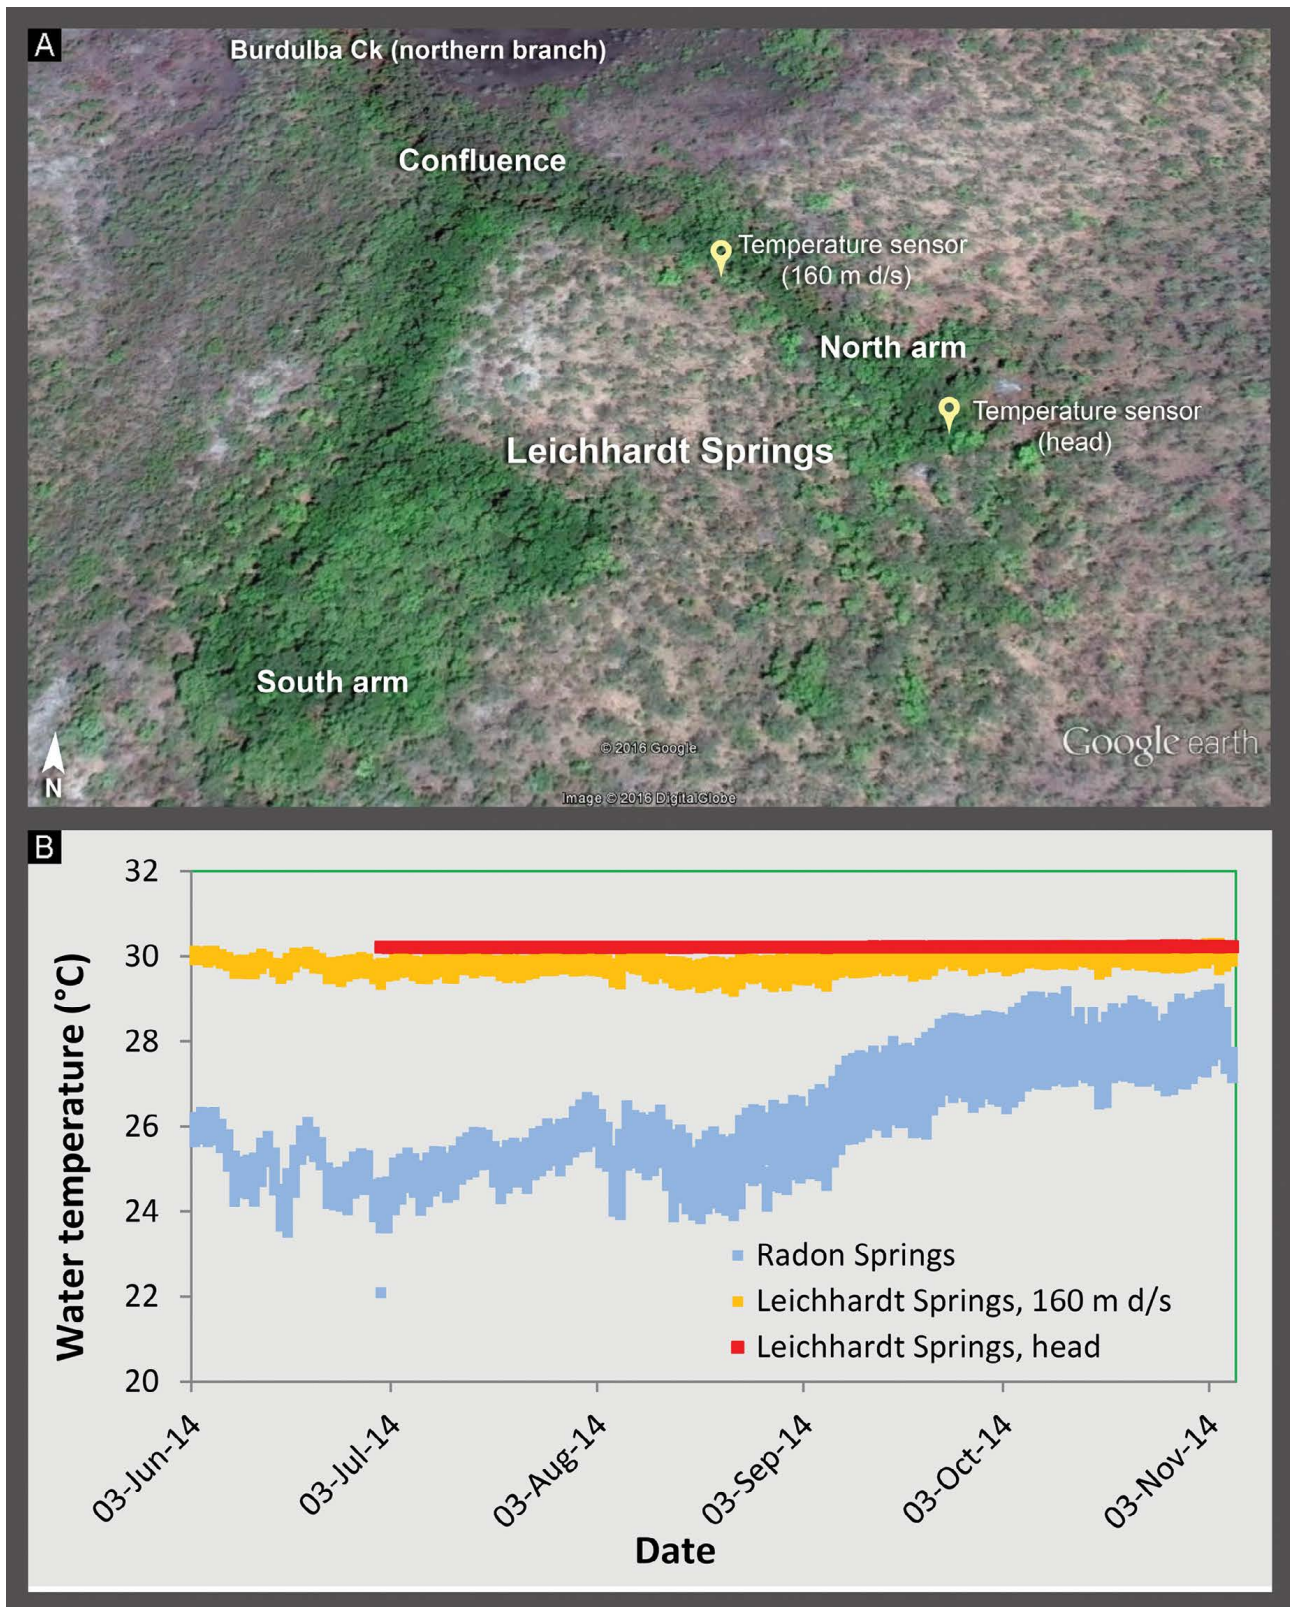 A
Burdulba Ck (northern branch)
Confluence
Temperature sensor
(160 m d/s)
North arm
Temperature sensor
(head)
Leichhardt Springs
South arm
N
© 2016 Google
Google earth
Image © 2016 DigitalGlobe
B
32
30
28
26
24
22
20
Water temperature (°C)
Radon Springs
Leichhardt Springs, 160 m d/s
Leichhardt Springs, head
03-Jun-14
03-Jul-14
03-Aug-14
03-Sep-14
03-Oct-14
03-Nov-14
Date